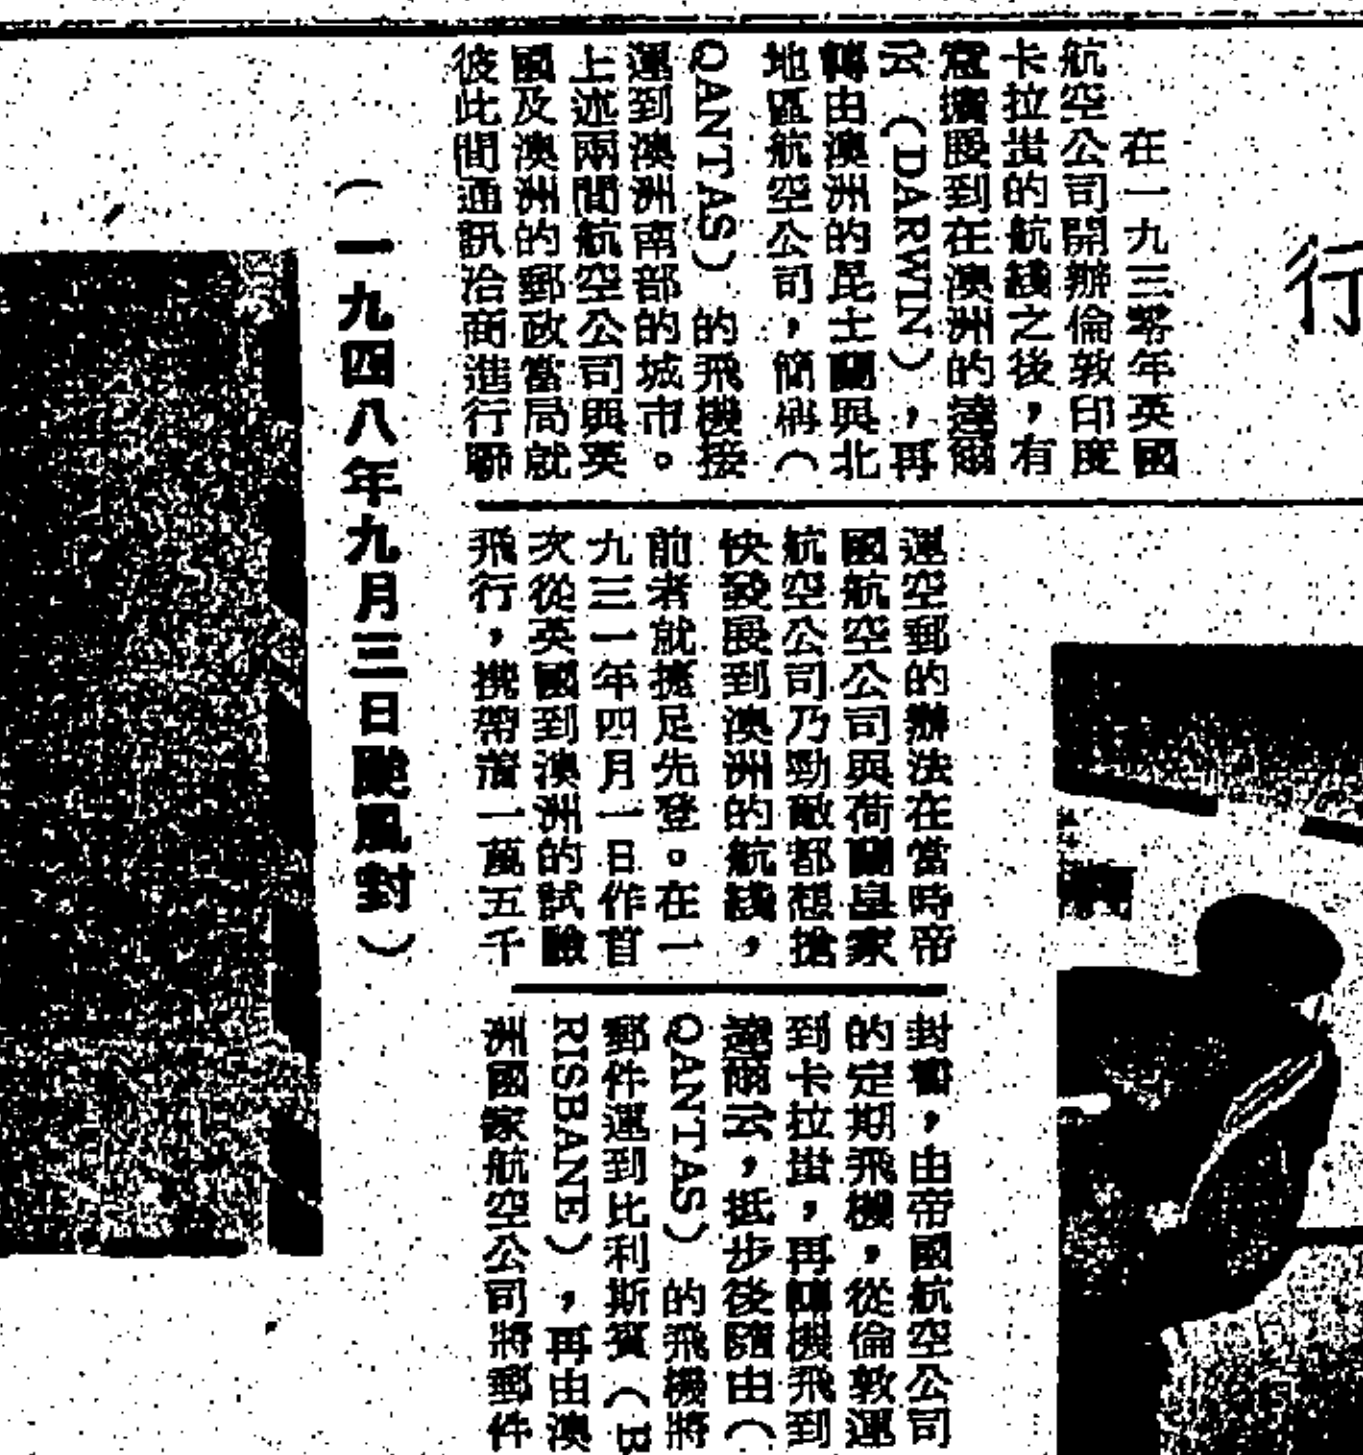 行
在一九三零年英國
航空公司開辦倫敦印度
卡拉蚩的航綫之後，有
意擴展到在澳洲的達爾
(DARWIN)，再
轉由澳洲的昆士蘭與北
地區航空公司，簡稱(
QANTAS)的飛機接
運到澳洲南部的城市。
上述兩間航空公司與英
國及澳洲的郵政當局就
彼此間通訊洽商進行聯
運空郵的辦法在當時帝
國航空公司與荷蘭皇家
航空公司乃勁敵都想搶
快發展到澳洲的航綫，
前者就捷足先登。在一
九三一年四月一日作首
次從英國到澳洲的試驗
飛行，携帶着一萬五千
封書，由帝國航空公司
的定期飛機，從倫敦運
到卡拉蚩，再轉機飛到
達爾，抵步後隨由(
QANTAS)的飛機將
郵件運到比利斯賓(B
RISBANE)，再由澳
洲國家航空公司將郵件
(一九四八年九月三日颱風封)